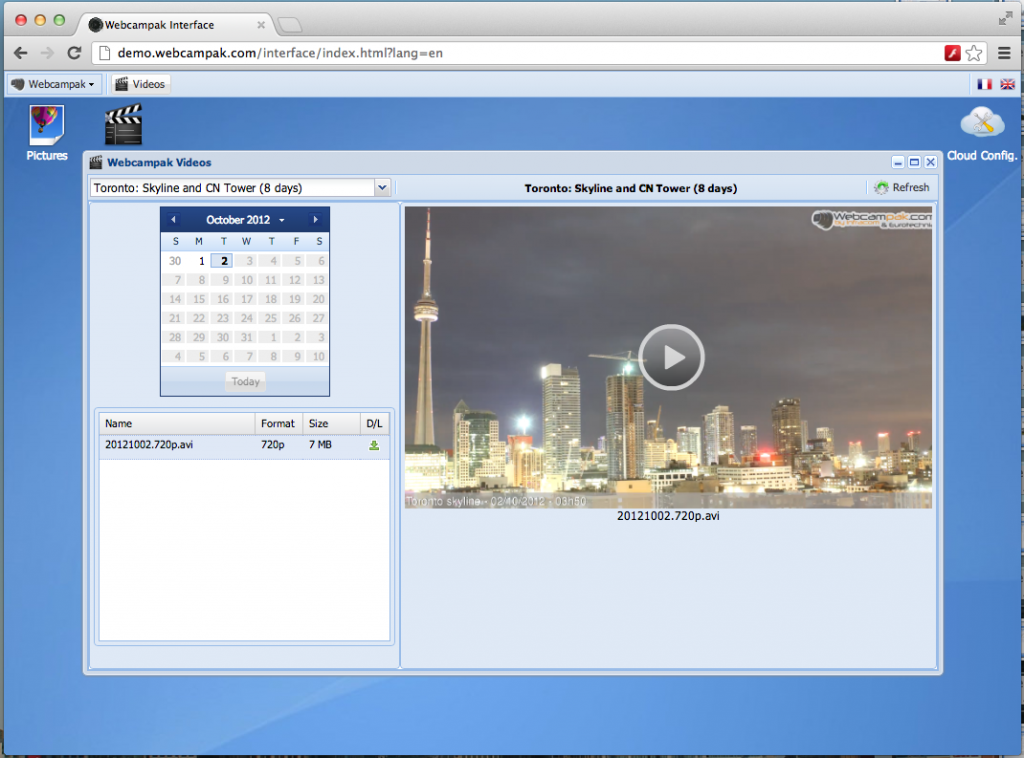 Webcampak Interface
demo.webcampak.com/interface/index.html?lang=en
Webcampak
Videos
Pictures
Cloud Config.
Webcampak Videos
Toronto: Skyline and CN Tower (8 days)
Toronto: Skyline and CN Tower (8 days)
Refresh
October 2012
S M T W T F S
30 1 2 3 4 5 6
7 8 9 10 11 12 13
14 15 16 17 18 19 20
21 22 23 24 25 26 27
28 29 30 31 1 2 3
4 5 6 7 8 9 10
Today
Name Format Size D/L
20121002.720p.avi 720p 7 MB
Webcampak.com
by Infracom & Eurotechnik
Toronto skyline - 02/10/2012 - 03h50
20121002.720p.avi